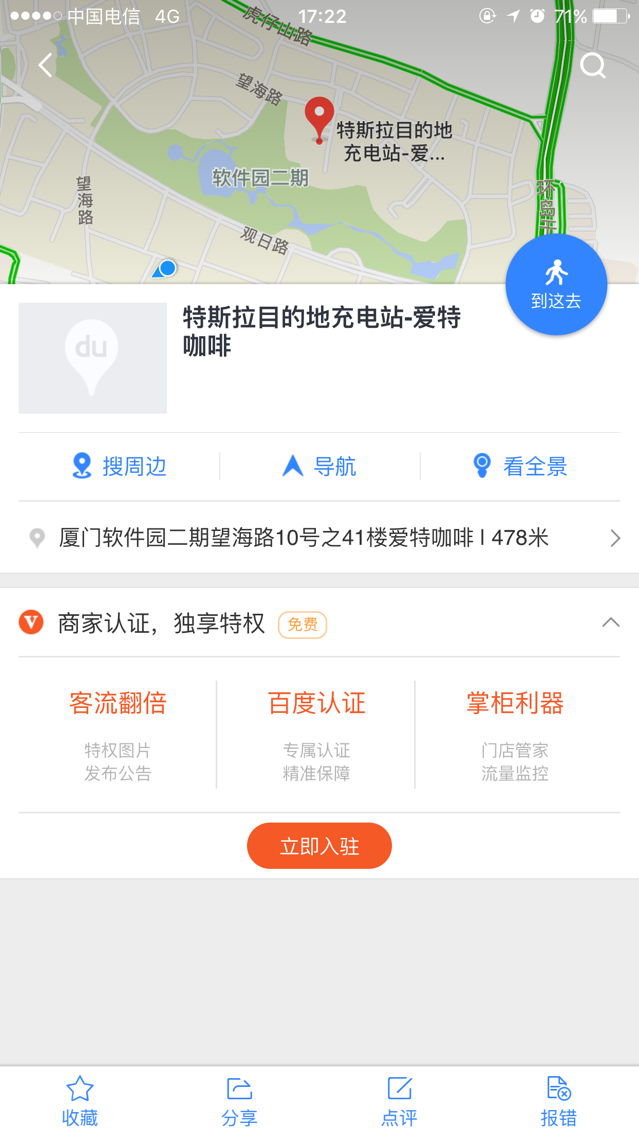 中国电信 4G 17:22 71%
虎仔山路
望海路
特斯拉目的地
充电站-爱...
软件园二期
望海路
观日路
到这去
du
特斯拉目的地充电站-爱特
咖啡
搜周边 导航 看全景
厦门软件园二期望海路10号之41楼爱特咖啡 | 478米
V 商家认证，独享特权 免费
客流翻倍 百度认证 掌柜利器
特权图片 专属认证 门店管家
发布公告 精准保障 流量监控
立即入驻
收藏 分享 点评 报错